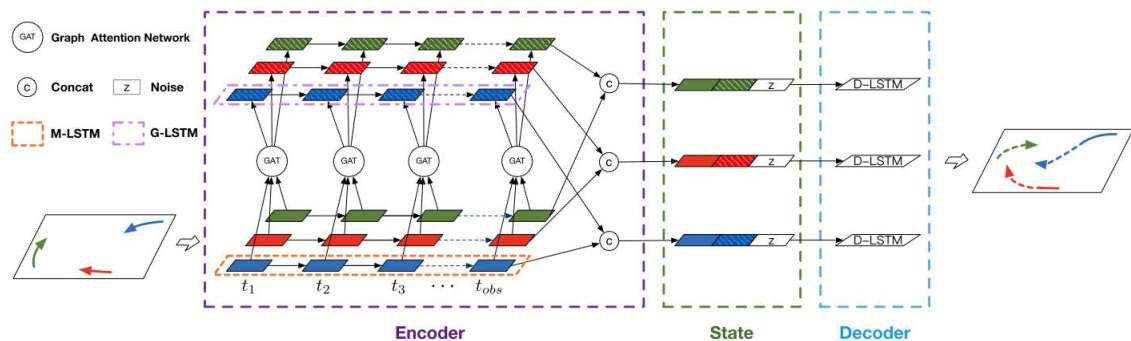 GAT Graph Attention Network
C Concat Z Noise
M-LSTM G-LSTM
GAT GAT GAT GAT
t1 t2 t3 ... tobs
C
C
C
Z D-LSTM
Z D-LSTM
Z D-LSTM
Encoder State Decoder